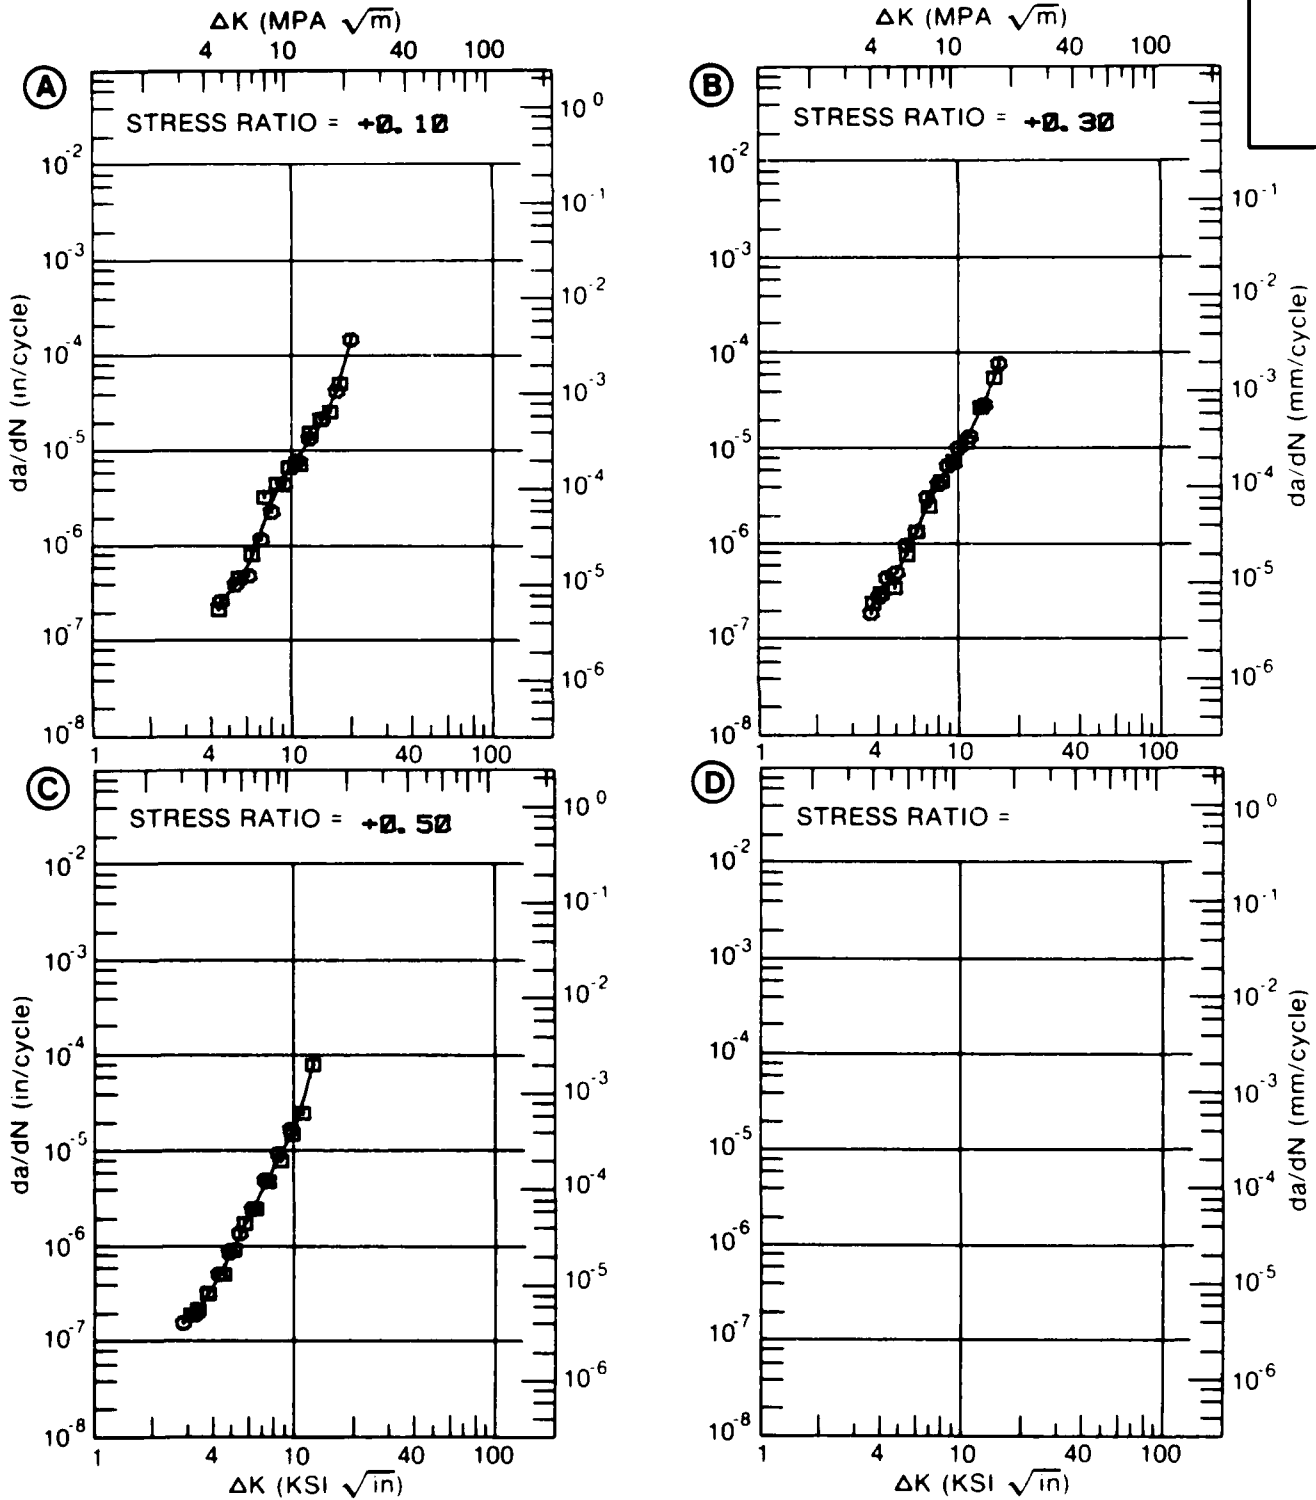 ΔK (MPA √m)
4 10 40 100
A
STRESS RATIO = +0.10
10^0
10^-2
10^-1
10^-3
10^-2
10^-4
10^-3
10^-5
10^-4
10^-6
10^-5
10^-7
10^-6
10^-8
da/dN (in/cycle)
1 4 10 40 100
ΔK (MPA √m)
4 10 40 100
B
STRESS RATIO = +0.30
10^-2
10^-1
10^-3
10^-2
10^-4
10^-3
10^-5
10^-4
10^-6
10^-5
10^-7
10^-6
10^-8
da/dN (mm/cycle)
1 4 10 40 100
C
STRESS RATIO = +0.50
10^0
10^-2
10^-1
10^-3
10^-2
10^-4
10^-3
10^-5
10^-4
10^-6
10^-5
10^-7
10^-6
10^-8
da/dN (in/cycle)
1 4 10 40 100
ΔK (KSI √in)
D
STRESS RATIO =
10^0
10^-2
10^-1
10^-3
10^-2
10^-4
10^-3
10^-5
10^-4
10^-6
10^-5
10^-7
10^-6
10^-8
da/dN (mm/cycle)
1 4 10 40 100
ΔK (KSI √in)